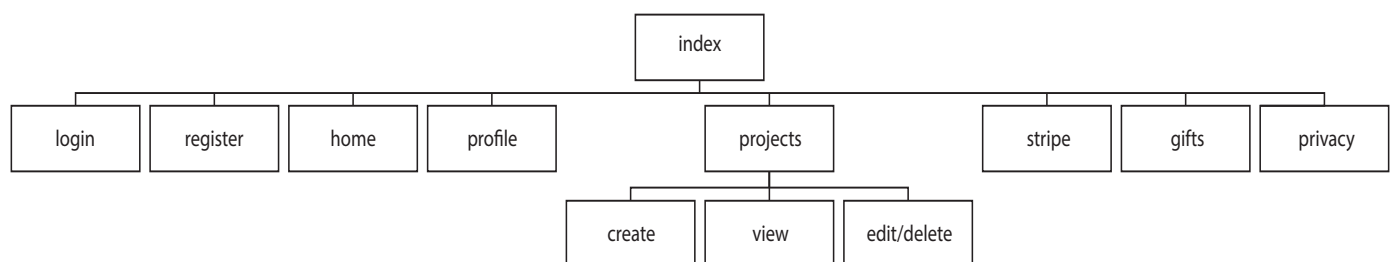 index
login
register
home
profile
projects
stripe
gifts
privacy
create
view
edit/delete